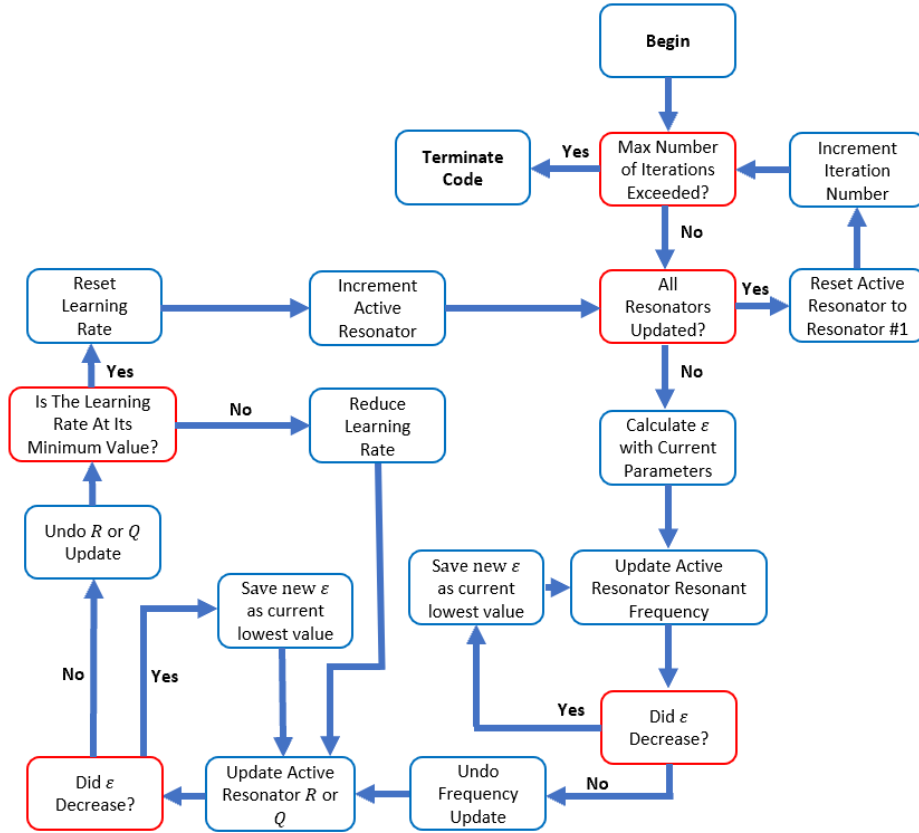 Begin
Yes
Terminate
Code
Max Number
of Iterations
Exceeded?
Increment
Iteration
Number
No
Reset
Learning
Rate
Increment
Active
Resonator
All
Resonators
Updated?
Yes
Reset Active
Resonator to
Resonator #1
Yes
No
Is The Learning
Rate At Its
Minimum Value?
No
Reduce
Learning
Rate
Calculate ε
with Current
Parameters
Undo R or Q
Update
Save new ε
as current
lowest value
Save new ε
as current
lowest value
Update Active
Resonator Resonant
Frequency
No
Yes
Yes
Did ε
Decrease?
Did ε
Decrease?
Update Active
Resonator R or
Q
Undo
Frequency
Update
No